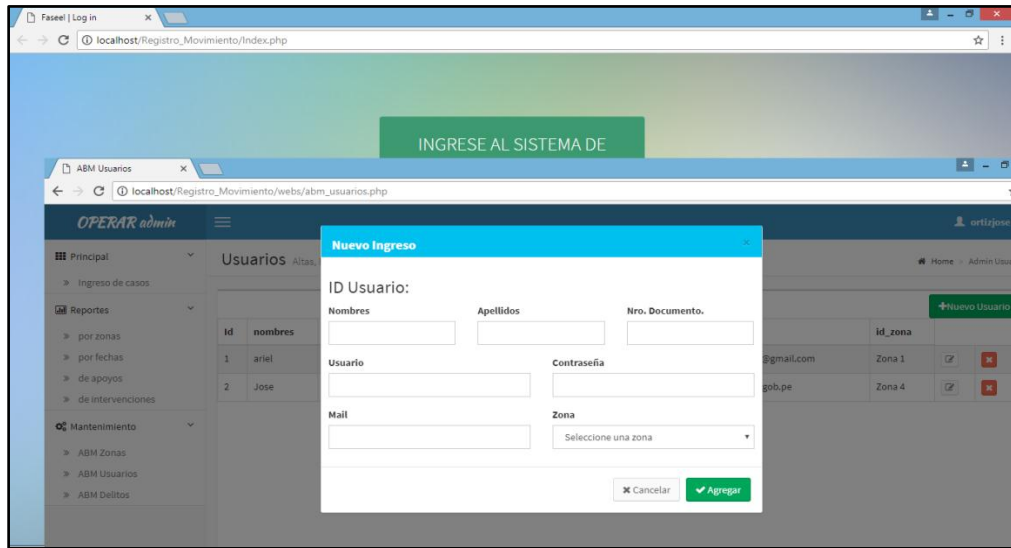 Faseel | Log in
localhost/Registro_Movimiento/Index.php
INGRESE AL SISTEMA DE
ABM Usuarios
localhost/Registro_Movimiento/webs/abm_usuarios.php
OPERAR admin
ortizjose
Principal
Ingreso de casos
Reportes
por zonas
por fechas
de apoyos
de intervenciones
Mantenimiento
ABM Zonas
ABM Usuarios
ABM Delitos
Usuarios Altas,
Home > Admin Usu
Nuevo Usuario
Id nombres id_zona
1 ariel @gmail.com Zona 1
2 Jose gob.pe Zona 4
Nuevo Ingreso
ID Usuario:
Nombres Apellidos Nro. Documento.
Usuario Contraseña
Mail Zona
Seleccione una zona
Cancelar Agregar